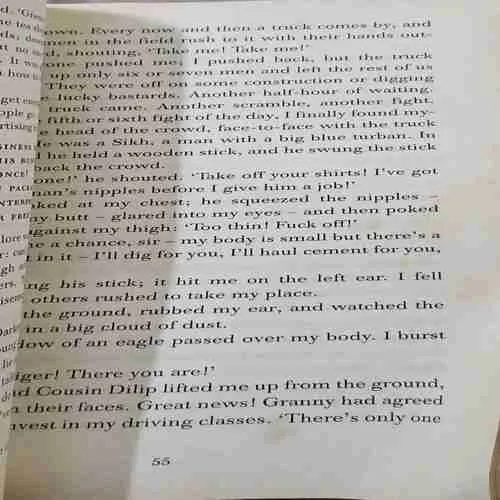 own. Every now and then a truck comes by, and
men in the field rush to it with their hands out-
d, shouting, ‘Take me! Take me!’
one pushed me; I pushed back, but the truck
up only six or seven men and left the rest of us
They were off on some construction or digging
e lucky bastards. Another half-hour of waiting.
truck came. Another scramble, another fight.
fifth or sixth fight of the day, I finally found my-
e head of the crowd, face-to-face with the truck
e was a Sikh, a man with a big blue turban. In
d he held a wooden stick, and he swung the stick
back the crowd.
one!’ he shouted. ‘Take off your shirts! I’ve got
man’s nipples before I give him a job!’
ked at my chest; he squeezed the nipples –
ny butt – glared into my eyes – and then poked
against my thigh: ‘Too thin! Fuck off!’
e a chance, sir – my body is small but there’s a
t in it – I’ll dig for you, I’ll haul cement for you,
ng his stick; it hit me on the left ear. I fell
others rushed to take my place.
the ground, rubbed my ear, and watched the
in a big cloud of dust.
dow of an eagle passed over my body. I burst
iger! There you are!’
nd Cousin Dilip lifted me up from the ground,
n their faces. Great news! Granny had agreed
nvest in my driving classes. ‘There’s only one
55